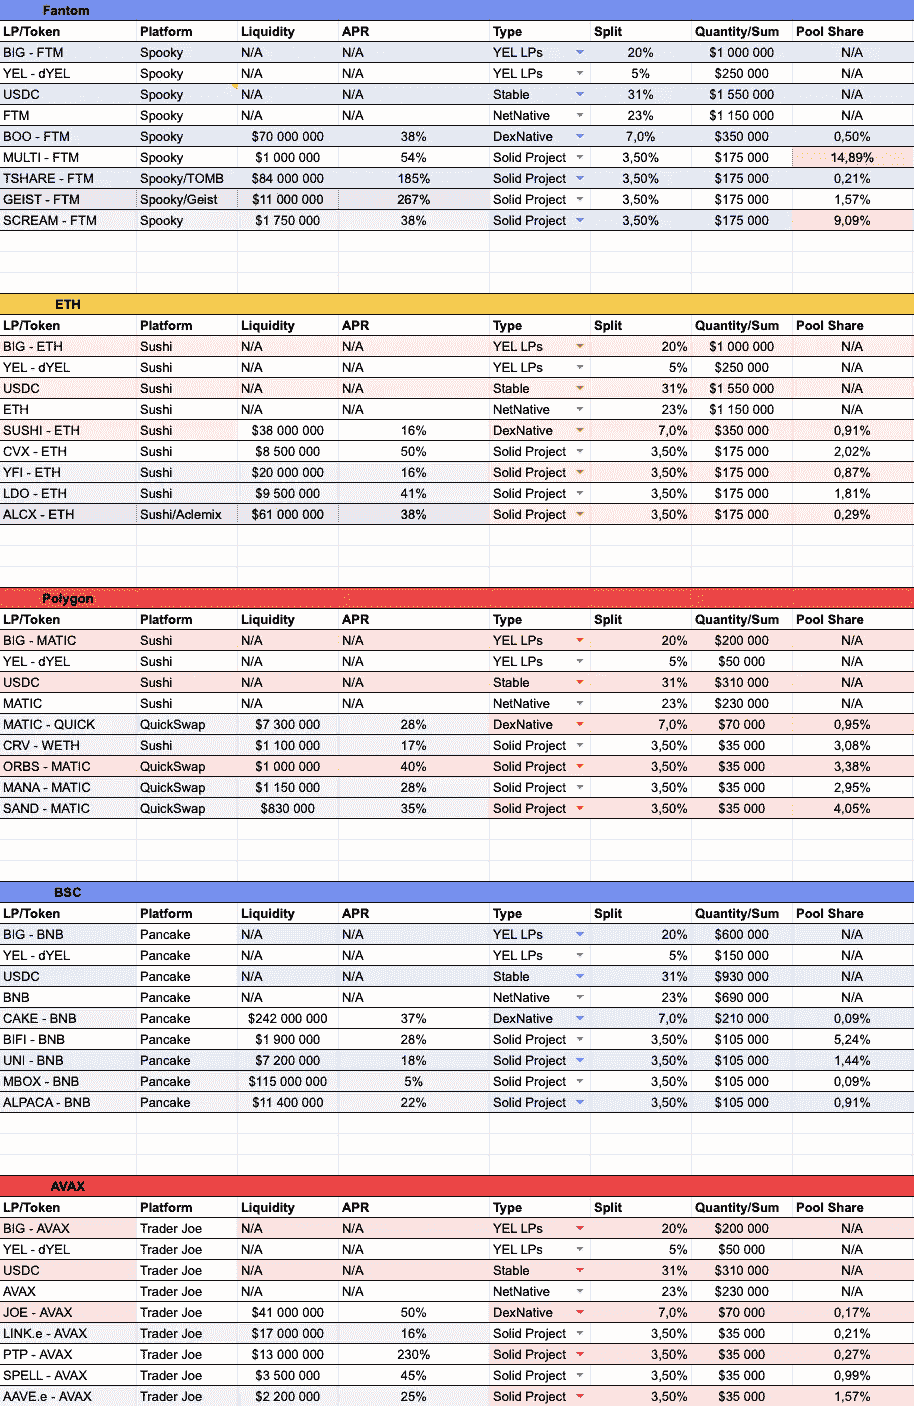 Fantom
LP/Token Platform Liquidity APR Type Split Quantity/Sum Pool Share
BIG - FTM Spooky N/A N/A YEL LPs 20% $1 000 000 N/A
YEL - dYEL Spooky N/A N/A YEL LPs 5% $250 000 N/A
USDC Spooky N/A N/A Stable 31% $1 550 000 N/A
FTM Spooky N/A N/A NetNative 23% $1 150 000 N/A
BOO - FTM Spooky $70 000 000 38% DexNative 7,0% $350 000 0,50%
MULTI - FTM Spooky $1 000 000 54% Solid Project 3,50% $175 000 14,89%
TSHARE - FTM Spooky/TOMB $84 000 000 185% Solid Project 3,50% $175 000 0,21%
GEIST - FTM Spooky/Geist $11 000 000 267% Solid Project 3,50% $175 000 1,57%
SCREAM - FTM Spooky $1 750 000 38% Solid Project 3,50% $175 000 9,09%
ETH
LP/Token Platform Liquidity APR Type Split Quantity/Sum Pool Share
BIG - ETH Sushi N/A N/A YEL LPs 20% $1 000 000 N/A
YEL - dYEL Sushi N/A N/A YEL LPs 5% $250 000 N/A
USDC Sushi N/A N/A Stable 31% $1 550 000 N/A
ETH Sushi N/A N/A NetNative 23% $1 150 000 N/A
SUSHI - ETH Sushi $38 000 000 16% DexNative 7,0% $350 000 0,91%
CVX - ETH Sushi $8 500 000 50% Solid Project 3,50% $175 000 2,02%
YFI - ETH Sushi $20 000 000 16% Solid Project 3,50% $175 000 0,87%
LDO - ETH Sushi $9 500 000 41% Solid Project 3,50% $175 000 1,81%
ALCX - ETH Sushi/Aclemix $61 000 000 38% Solid Project 3,50% $175 000 0,29%
Polygon
LP/Token Platform Liquidity APR Type Split Quantity/Sum Pool Share
BIG - MATIC Sushi N/A N/A YEL LPs 20% $200 000 N/A
YEL - dYEL Sushi N/A N/A YEL LPs 5% $50 000 N/A
USDC Sushi N/A N/A Stable 31% $310 000 N/A
MATIC Sushi N/A N/A NetNative 23% $230 000 N/A
MATIC - QUICK QuickSwap $7 300 000 28% DexNative 7,0% $70 000 0,95%
CRV - WETH Sushi $1 100 000 17% Solid Project 3,50% $35 000 3,08%
ORBS - MATIC QuickSwap $1 000 000 40% Solid Project 3,50% $35 000 3,38%
MANA - MATIC QuickSwap $1 150 000 28% Solid Project 3,50% $35 000 2,95%
SAND - MATIC QuickSwap $830 000 35% Solid Project 3,50% $35 000 4,05%
BSC
LP/Token Platform Liquidity APR Type Split Quantity/Sum Pool Share
BIG - BNB Pancake N/A N/A YEL LPs 20% $600 000 N/A
YEL - dYEL Pancake N/A N/A YEL LPs 5% $150 000 N/A
USDC Pancake N/A N/A Stable 31% $930 000 N/A
BNB Pancake N/A N/A NetNative 23% $690 000 N/A
CAKE - BNB Pancake $242 000 000 37% DexNative 7,0% $210 000 0,09%
BIFI - BNB Pancake $1 900 000 28% Solid Project 3,50% $105 000 5,24%
UNI - BNB Pancake $7 200 000 18% Solid Project 3,50% $105 000 1,44%
MBOX - BNB Pancake $115 000 000 5% Solid Project 3,50% $105 000 0,09%
ALPACA - BNB Pancake $11 400 000 22% Solid Project 3,50% $105 000 0,91%
AVAX
LP/Token Platform Liquidity APR Type Split Quantity/Sum Pool Share
BIG - AVAX Trader Joe N/A N/A YEL LPs 20% $200 000 N/A
YEL - dYEL Trader Joe N/A N/A YEL LPs 5% $50 000 N/A
USDC Trader Joe N/A N/A Stable 31% $310 000 N/A
AVAX Trader Joe N/A N/A NetNative 23% $230 000 N/A
JOE - AVAX Trader Joe $41 000 000 50% DexNative 7,0% $70 000 0,17%
LINK.e - AVAX Trader Joe $17 000 000 16% Solid Project 3,50% $35 000 0,21%
PTP - AVAX Trader Joe $13 000 000 230% Solid Project 3,50% $35 000 0,27%
SPELL - AVAX Trader Joe $3 500 000 45% Solid Project 3,50% $35 000 0,99%
AAVE.e - AVAX Trader Joe $2 200 000 25% Solid Project 3,50% $35 000 1,57%